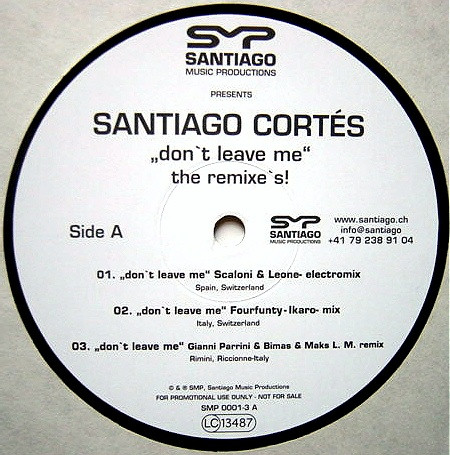 SMP
SANTIAGO
MUSIC PRODUCTIONS
PRESENTS
SANTIAGO CORTÉS
„don`t leave me“
the remixe`s!
Side A
SMP
SANTIAGO
MUSIC PRODUCTIONS
www.santiago.ch
info@santiago.ch
+41 79 238 91 04
01. „don`t leave me“ Scaloni & Leone- electromix
Spain, Switzerland
02. „don`t leave me“ Fourfunty-Ikaro- mix
Italy, Switzerland
03. „don`t leave me“ Gianni Parrini & Bimas & Maks L. M. remix
Rimini, Riccionne-Italy
© & ® SMP, Santiago Music Productions
FOR PROMOTIONAL USE OUNLY - NOT FOR SALE
SMP 0001-3 A
LC 13487